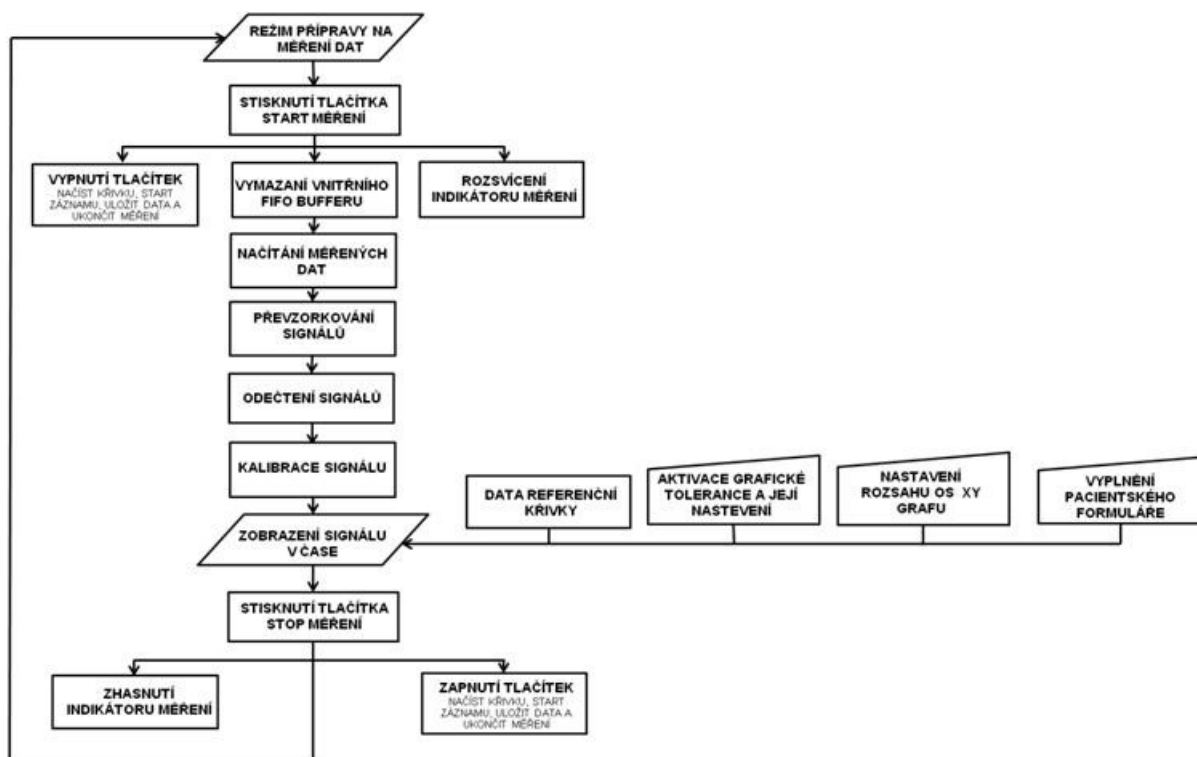 REŽIM PŘÍPRAVY NA
MĚŘENÍ DAT
STISKNUTÍ TLAČÍTKA
START MĚŘENÍ
VYPNUTÍ TLAČÍTEK
NAČÍST KŘIVKU, START
ZÁZNAMU, ULOŽIT DATA A
UKONČIT MĚŘENÍ
VYMAZANÍ VNITŘNÍHO
FIFO BUFFERU
ROZSVÍCENÍ
INDIKÁTORU MĚŘENÍ
NAČÍTÁNÍ MĚŘENÝCH
DAT
PŘEVZORKOVÁNÍ
SIGNÁLŮ
ODEČTENÍ SIGNÁLŮ
KALIBRACE SIGNÁLU
DATA REFERENČNÍ
KŘIVKY
AKTIVACE GRAFICKÉ
TOLERANCE A JEJÍ
NASTEVENÍ
NASTAVENÍ
ROZSAHU OS XY
GRAFU
VYPLNĚNÍ
PACIENTSKÉHO
FORMULÁŘE
ZOBRAZENÍ SIGNÁLU
V ČASE
STISKNUTÍ TLAČÍTKA
STOP MĚŘENÍ
ZHASNUTÍ
INDIKÁTORU MĚŘENÍ
ZAPNUTÍ TLAČÍTEK
NAČÍST KŘIVKU, START
ZÁZNAMU, ULOŽIT DATA A
UKONČIT MĚŘENÍ